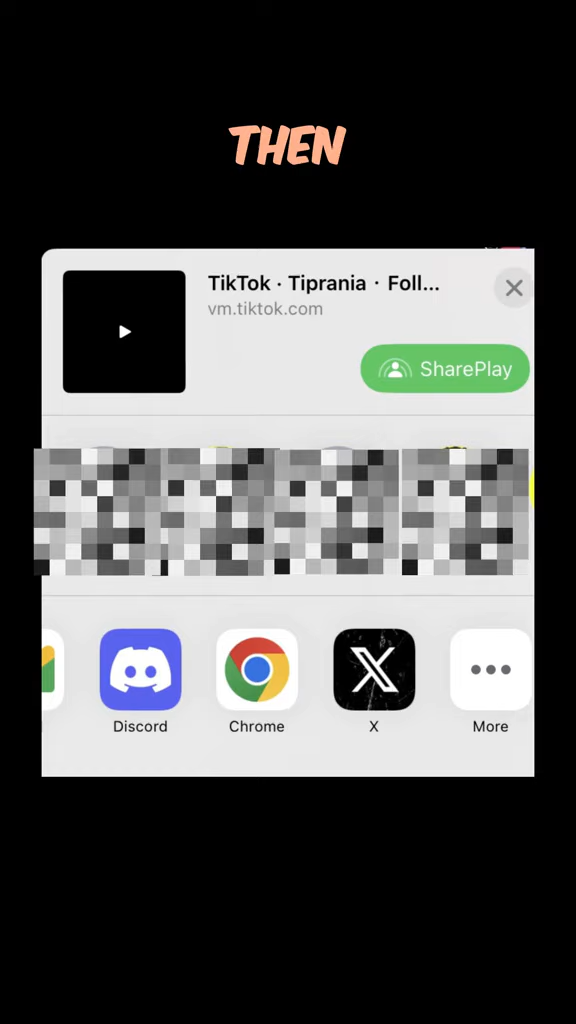 THEN
TikTok · Tiprania · Foll...
vm.tiktok.com
SharePlay
Discord
Chrome
X
More